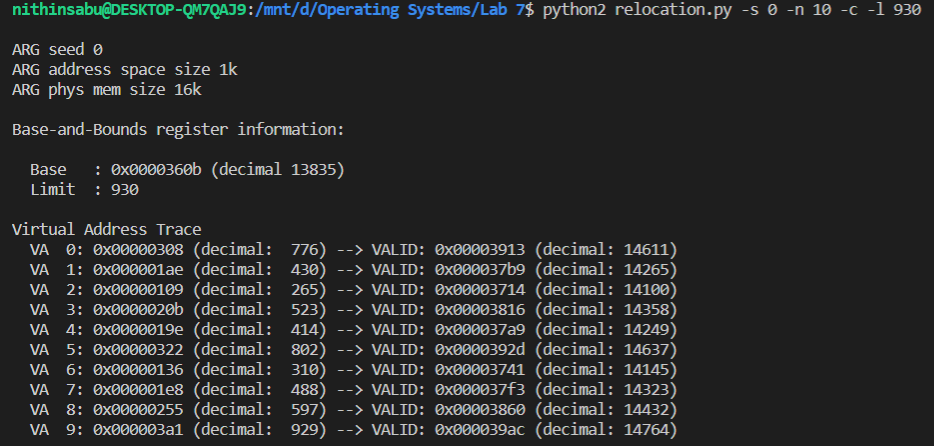 nithinsabu@DESKTOP-QM7QAJ9:/mnt/d/Operating Systems/Lab 7$ python2 relocation.py -s 0 -n 10 -c -l 930
ARG seed 0
ARG address space size 1k
ARG phys mem size 16k
Base-and-Bounds register information:
Base   : 0x0000360b (decimal 13835)
Limit  : 930
Virtual Address Trace
VA  0: 0x00000308 (decimal:  776) --> VALID: 0x00003913 (decimal: 14611)
VA  1: 0x000001ae (decimal:  430) --> VALID: 0x000037b9 (decimal: 14265)
VA  2: 0x00000109 (decimal:  265) --> VALID: 0x00003714 (decimal: 14100)
VA  3: 0x0000020b (decimal:  523) --> VALID: 0x00003816 (decimal: 14358)
VA  4: 0x0000019e (decimal:  414) --> VALID: 0x000037a9 (decimal: 14249)
VA  5: 0x00000322 (decimal:  802) --> VALID: 0x0000392d (decimal: 14637)
VA  6: 0x00000136 (decimal:  310) --> VALID: 0x00003741 (decimal: 14145)
VA  7: 0x000001e8 (decimal:  488) --> VALID: 0x000037f3 (decimal: 14323)
VA  8: 0x00000255 (decimal:  597) --> VALID: 0x00003860 (decimal: 14432)
VA  9: 0x000003a1 (decimal:  929) --> VALID: 0x000039ac (decimal: 14764)